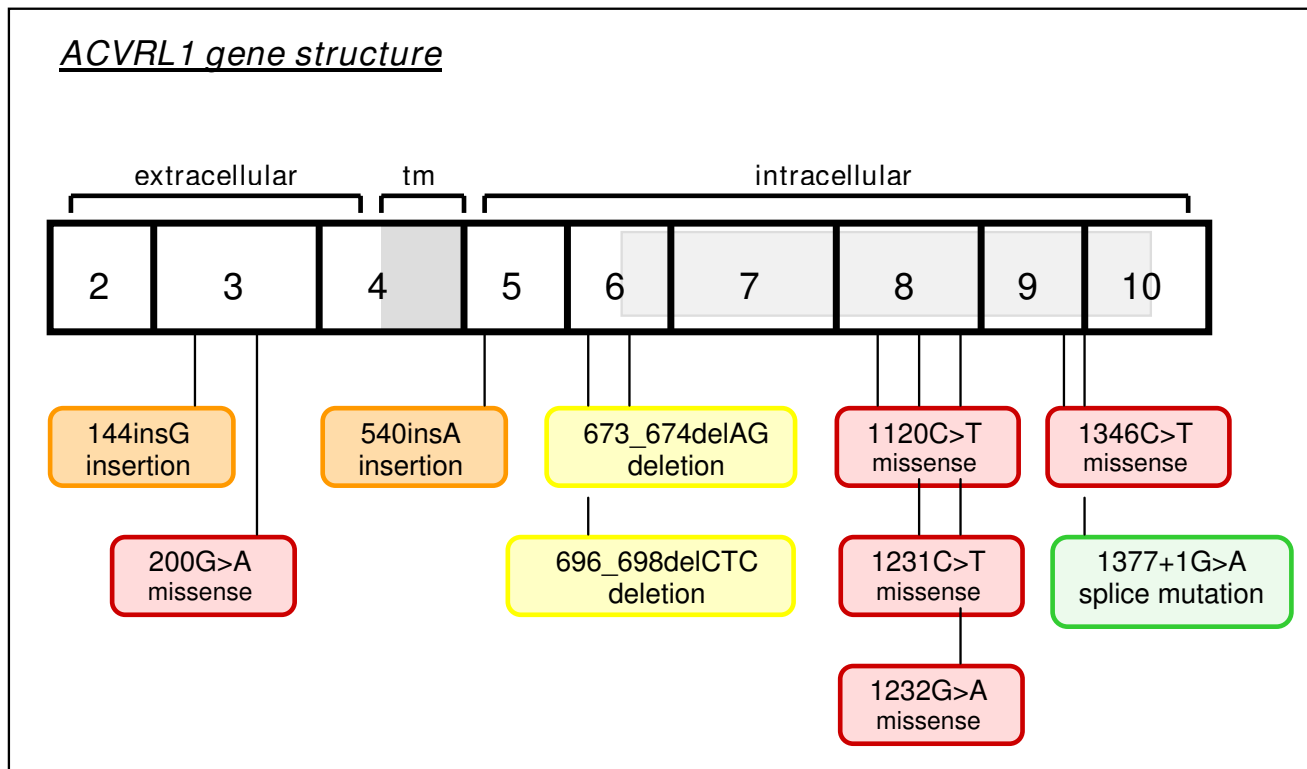 ACVRL1 gene structure
extracellular
tm
intracellular
2
3
4
5
6
7
8
9
10
144insG
insertion
540insA
insertion
673_674delAG
deletion
1120C>T
missense
1346C>T
missense
200G>A
missense
696_698delCTC
deletion
1231C>T
missense
1377+1G>A
splice mutation
1232G>A
missense